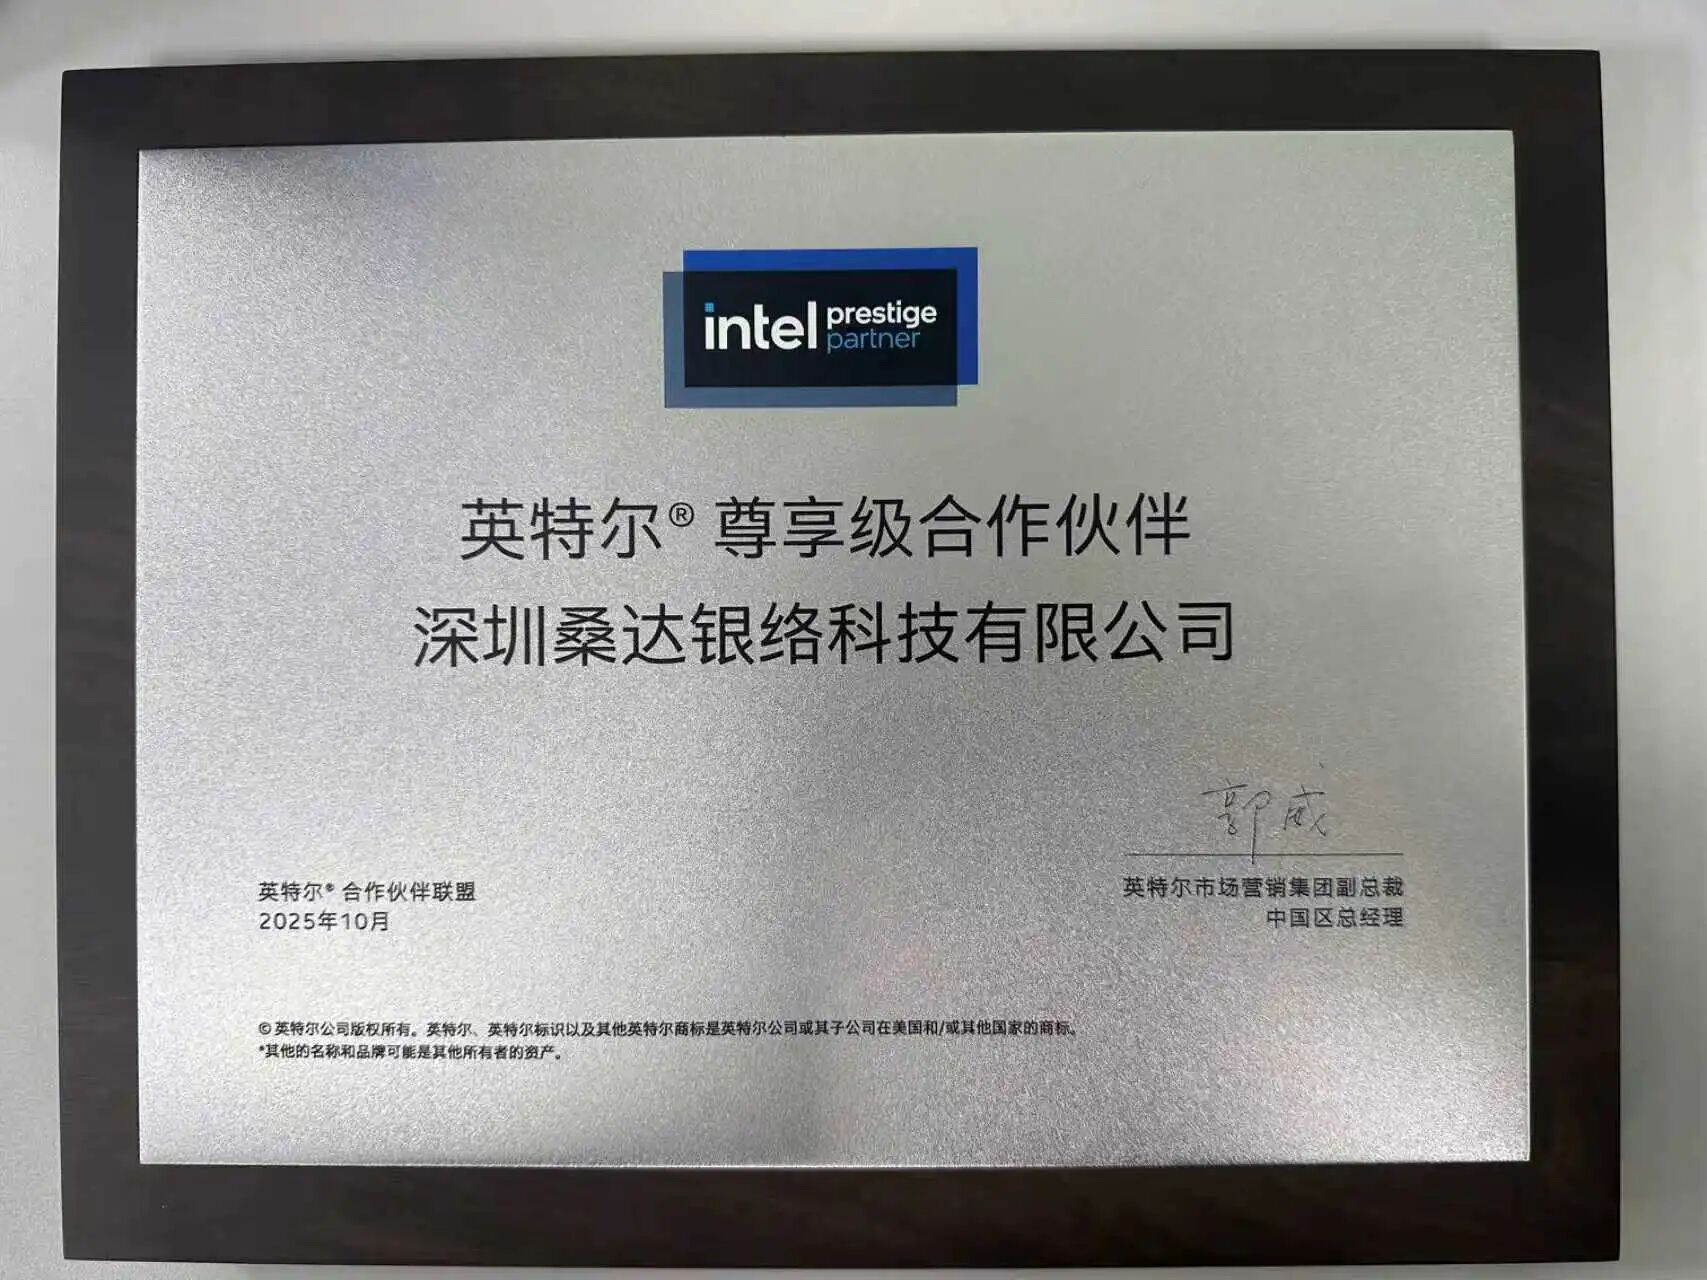 intel prestige
partner
英特尔® 尊享级合作伙伴
深圳桑达银络科技有限公司
郭威
英特尔® 合作伙伴联盟
2025年10月
英特尔市场营销集团副总裁
中国区总经理
© 英特尔公司版权所有。英特尔、英特尔标识以及其他英特尔商标是英特尔公司或其子公司在美国和/或其他国家的商标。
*其他的名称和品牌可能是其他所有者的资产。